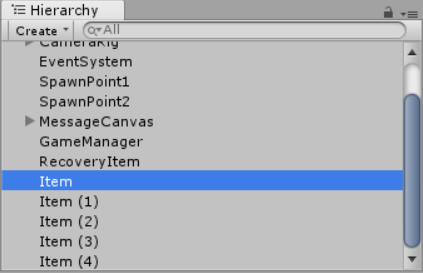 Hierarchy
Create All
CameraRig
EventSystem
SpawnPoint1
SpawnPoint2
MessageCanvas
GameManager
RecoveryItem
Item
Item (1)
Item (2)
Item (3)
Item (4)